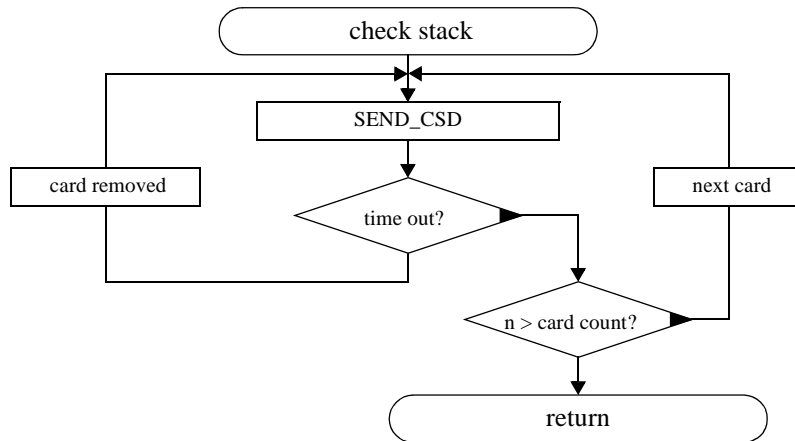 check stack
SEND_CSD
card removed
next card
time out?
n > card count?
return